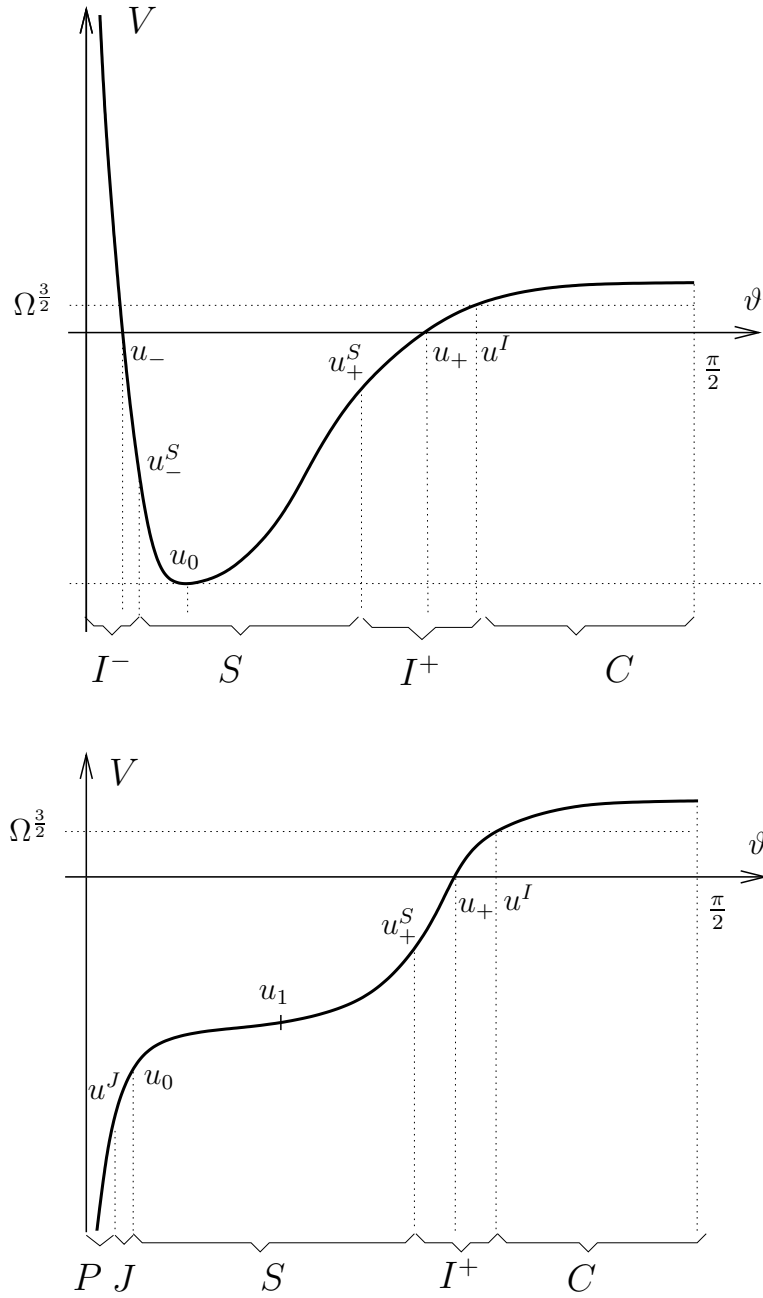 V
Ω^{3/2}
ϑ
u_−
u_+^S
u_+
u^I
π/2
u_−^S
u_0
I^−
S
I^+
C
V
Ω^{3/2}
ϑ
u_+^S
u_+
u^I
π/2
u_1
u^J
u_0
P
J
S
I^+
C